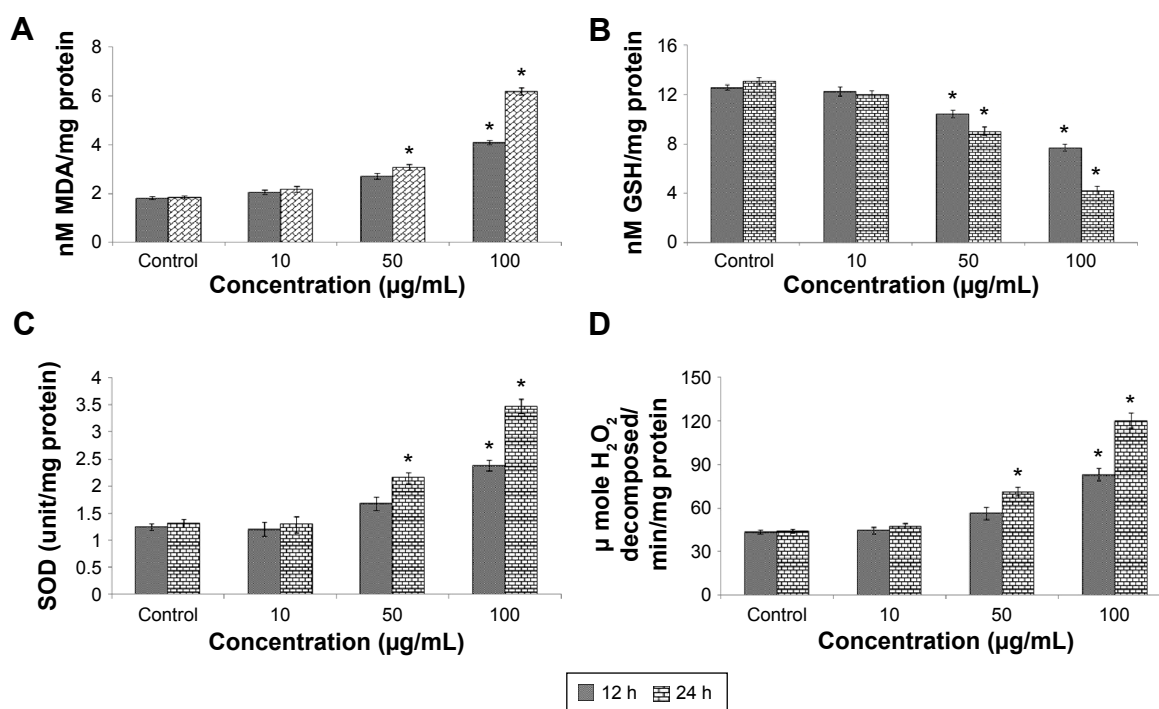 A
nM MDA/mg protein
8
6
4
2
0
*
*
*
Control
10
50
100
Concentration (µg/mL)
B
nM GSH/mg protein
16
12
8
4
0
*
*
*
*
Control
10
50
100
Concentration (µg/mL)
C
SOD (unit/mg protein)
4
3.5
3
2.5
2
1.5
1
0.5
0
*
*
*
Control
10
50
100
Concentration (µg/mL)
D
µ mole H₂O₂
decomposed/
min/mg protein
150
120
90
60
30
0
*
*
*
Control
10
50
100
Concentration (µg/mL)
12 h
24 h